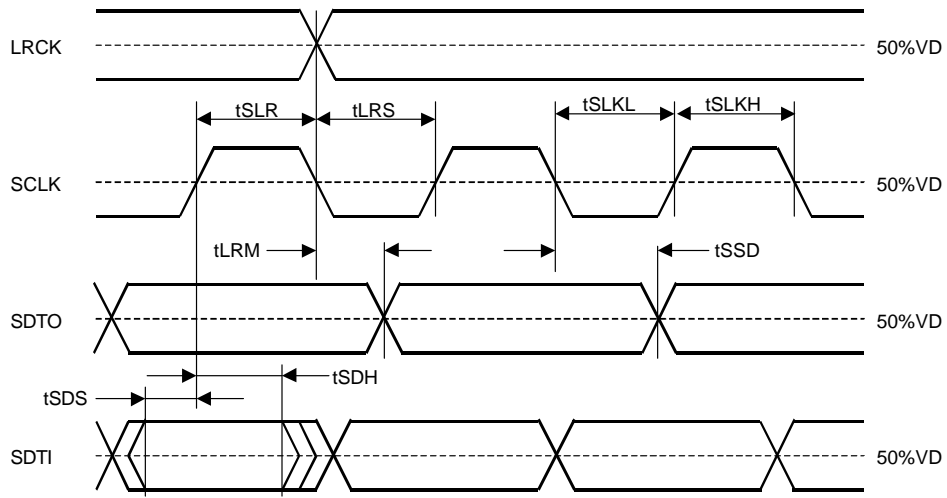 LRCK 50%VD
tSLR tLRS tSLKL tSLKH
SCLK 50%VD
tLRM tSSD
SDTO 50%VD
tSDH
tSDS
SDTI 50%VD